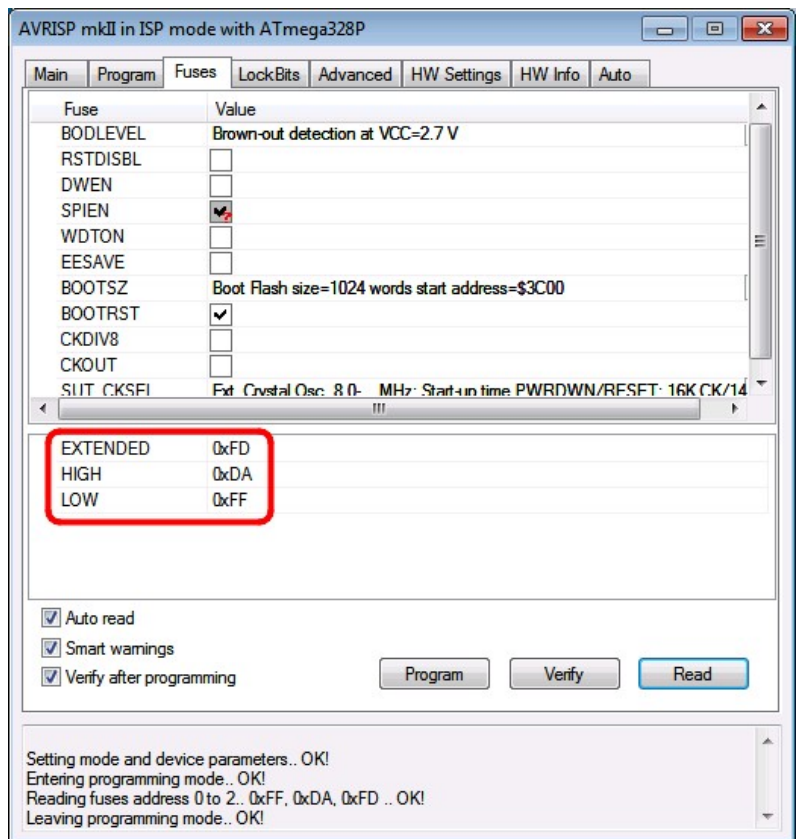 AVRISP mkII in ISP mode with ATmega328P
Main Program Fuses LockBits Advanced HW Settings HW Info Auto
Fuse Value
BODLEVEL Brown-out detection at VCC=2.7 V
RSTDISBL
DWEN
SPIEN
WDTON
EESAVE
BOOTSZ Boot Flash size=1024 words start address=$3C00
BOOTRST
CKDIV8
CKOUT
SUT_CKSEL Ext. Crystal Osc. 8.0- MHz; Start-up time PWRDWN/RESET: 16K CK/14
EXTENDED 0xFD
HIGH 0xDA
LOW 0xFF
Auto read
Smart warnings
Verify after programming
Program Verify Read
Setting mode and device parameters.. OK!
Entering programming mode.. OK!
Reading fuses address 0 to 2.. 0xFF, 0xDA, 0xFD .. OK!
Leaving programming mode.. OK!